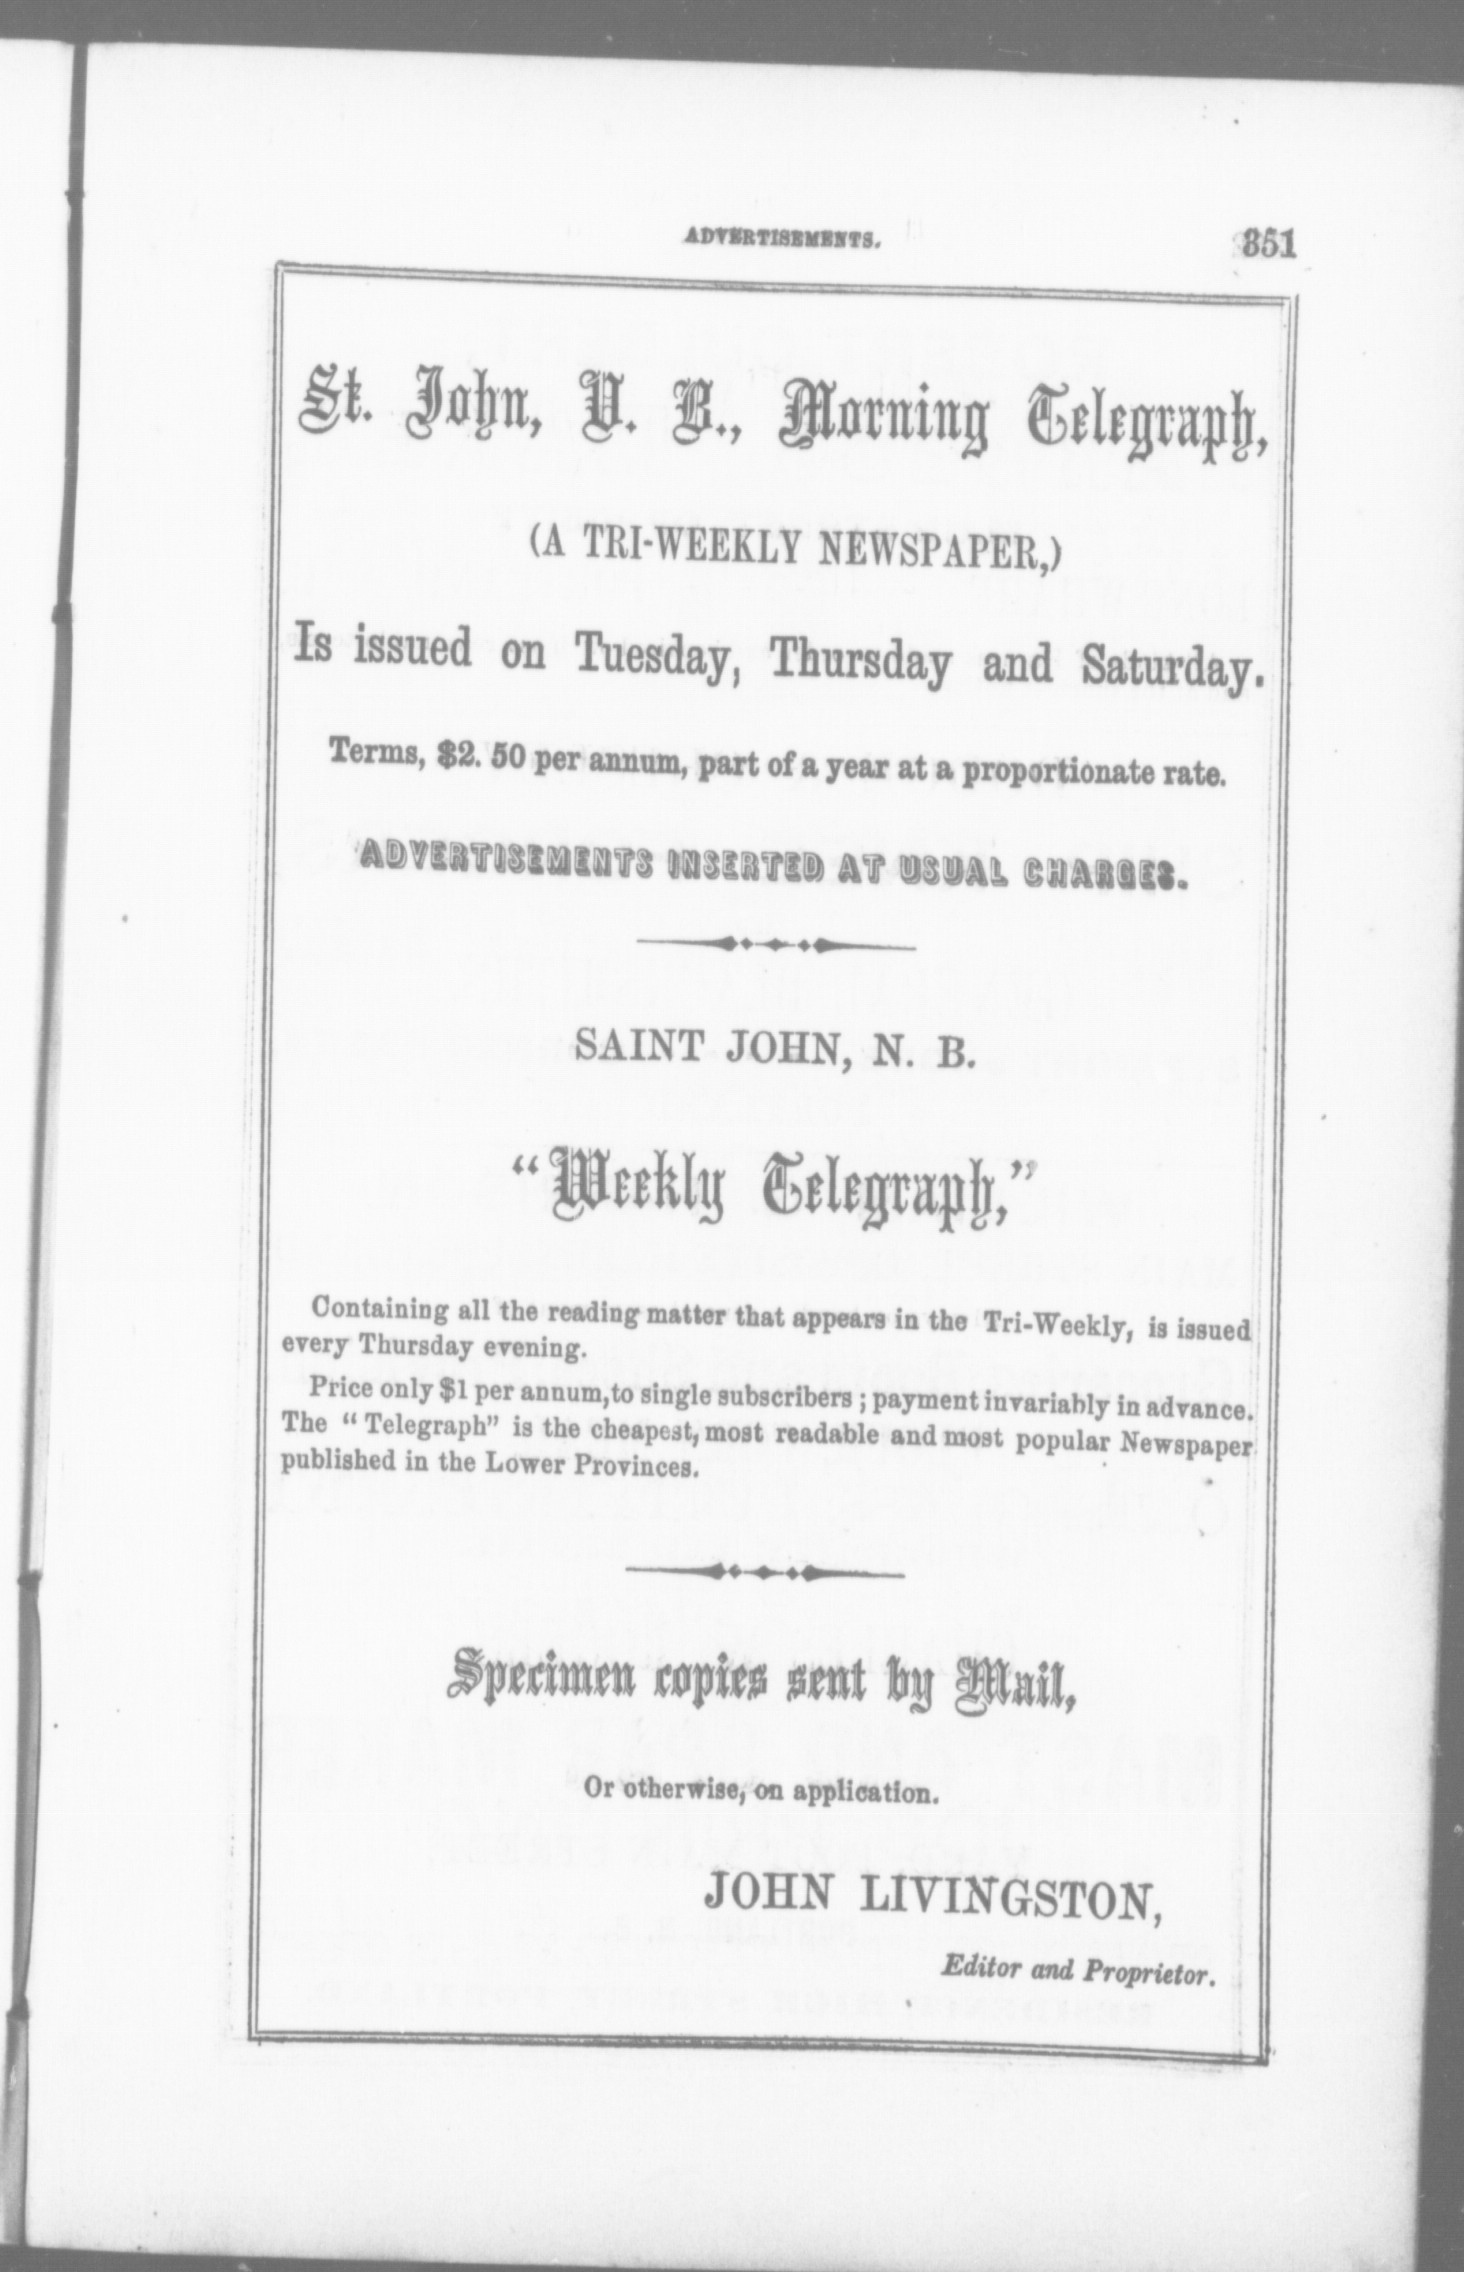 ADVERTISEMENTS. 351
St. John, N. B., Morning Telegraph,
(A TRI-WEEKLY NEWSPAPER,)
Is issued on Tuesday, Thursday and Saturday.
Terms, $2. 50 per annum, part of a year at a proportionate rate.
ADVERTISEMENTS INSERTED AT USUAL CHARGES.
SAINT JOHN, N. B.
"Weekly Telegraph,"
Containing all the reading matter that appears in the Tri-Weekly, is issued
every Thursday evening.
Price only $1 per annum, to single subscribers; payment invariably in advance.
The "Telegraph" is the cheapest, most readable and most popular Newspaper
published in the Lower Provinces.
Specimen copies sent by Mail,
Or otherwise, on application.
JOHN LIVINGSTON,
Editor and Proprietor.